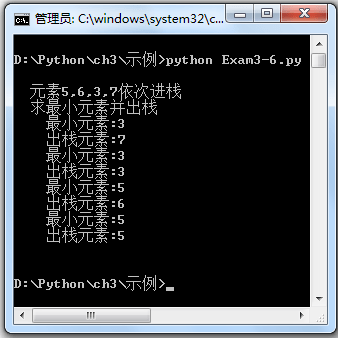 管理员: C:\windows\system32\c...
D:\Python\ch3\示例>python Exam3-6.py
元素5,6,3,7依次进栈
求最小元素并出栈
最小元素:3
出栈元素:7
最小元素:3
出栈元素:3
最小元素:5
出栈元素:6
最小元素:5
出栈元素:5
D:\Python\ch3\示例>_